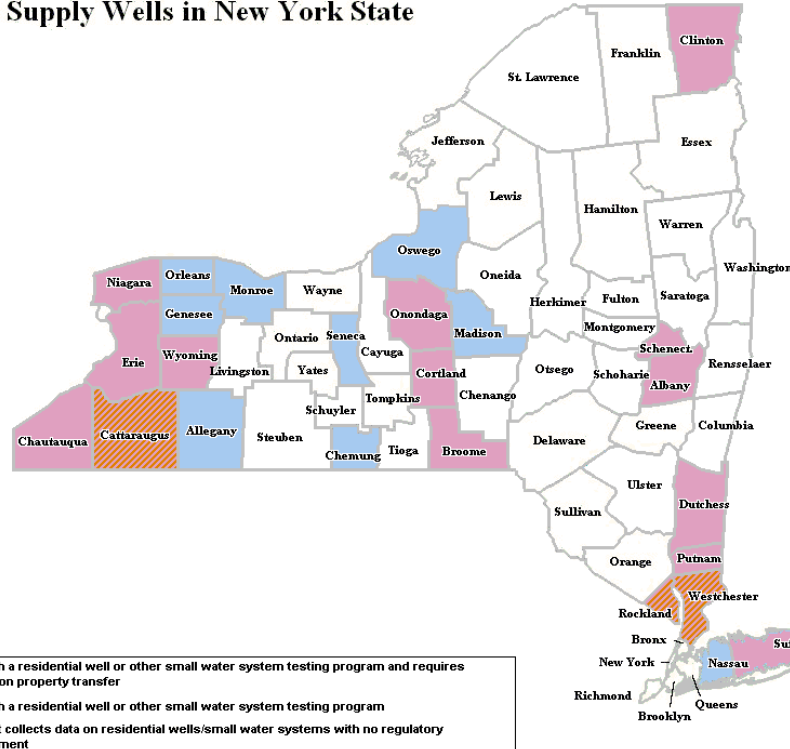 Supply Wells in New York State
Clinton
Franklin
St. Lawrence
Essex
Jefferson
Lewis
Hamilton
Warren
Oswego
Washington
Oneida
Niagara
Orleans
Monroe
Wayne
Herkimer
Fulton
Saratoga
Genesee
Onondaga
Montgomery
Madison
Ontario
Seneca
Schenect.
Erie
Wyoming
Cayuga
Livingston
Yates
Cortland
Otsego
Schoharie
Albany
Rensselaer
Chenango
Tompkins
Schuyler
Greene
Columbia
Chautauqua
Cattaraugus
Allegany
Steuben
Chemung
Tioga
Broome
Delaware
Ulster
Dutchess
Sullivan
Orange
Putnam
Westchester
Rockland
Bronx
Su
New York
Nassau
Richmond
Queens
Brooklyn
h a residential well or other small water system testing program and requires
on property transfer
h a residential well or other small water system testing program
t collects data on residential wells/small water systems with no regulatory
ment